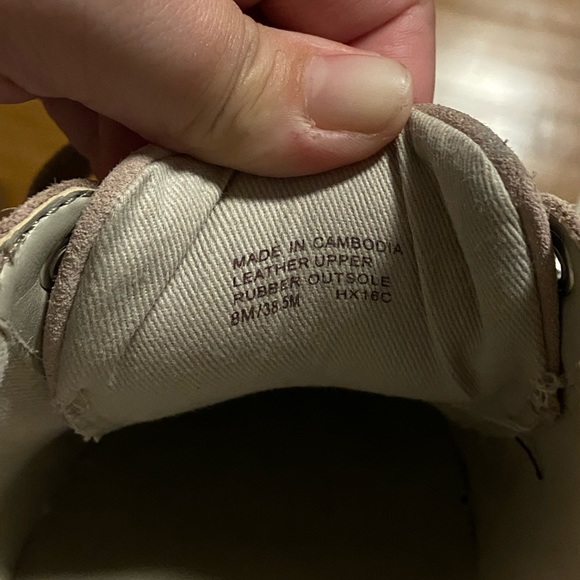 MADE IN CAMBODIA
LEATHER UPPER
RUBBER OUTSOLE
8M/38.5M HX16C